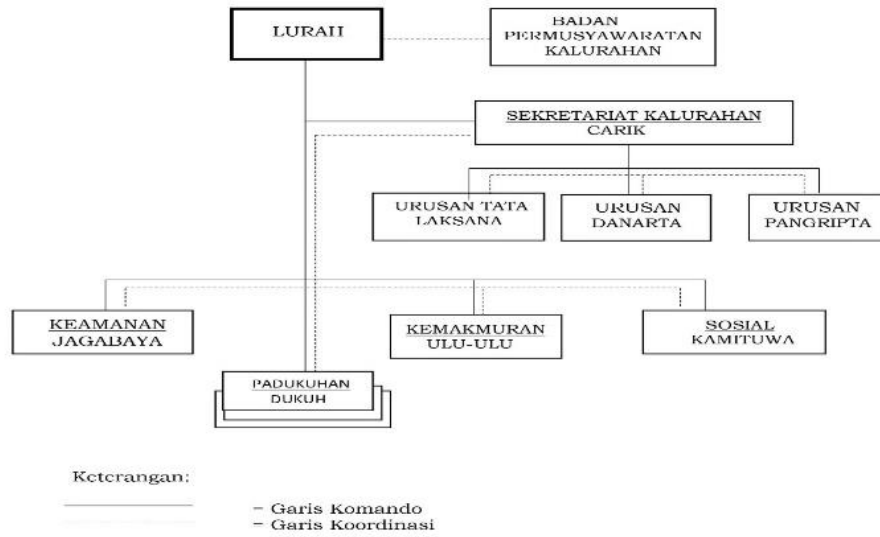 LURAH
BADAN
PERMUSYAWARATAN
KALURAHAN
SEKRETARIAT KALURAHAN
CARIK
URUSAN TATA
LAKSANA
URUSAN
DANARTA
URUSAN
PANGRIPTA
KEAMANAN
JAGABAYA
KEMAKMURAN
ULU-ULU
SOSIAL
KAMITUWA
PADUKUHAN
DUKUH
Keterangan:
- Garis Komando
- Garis Koordinasi